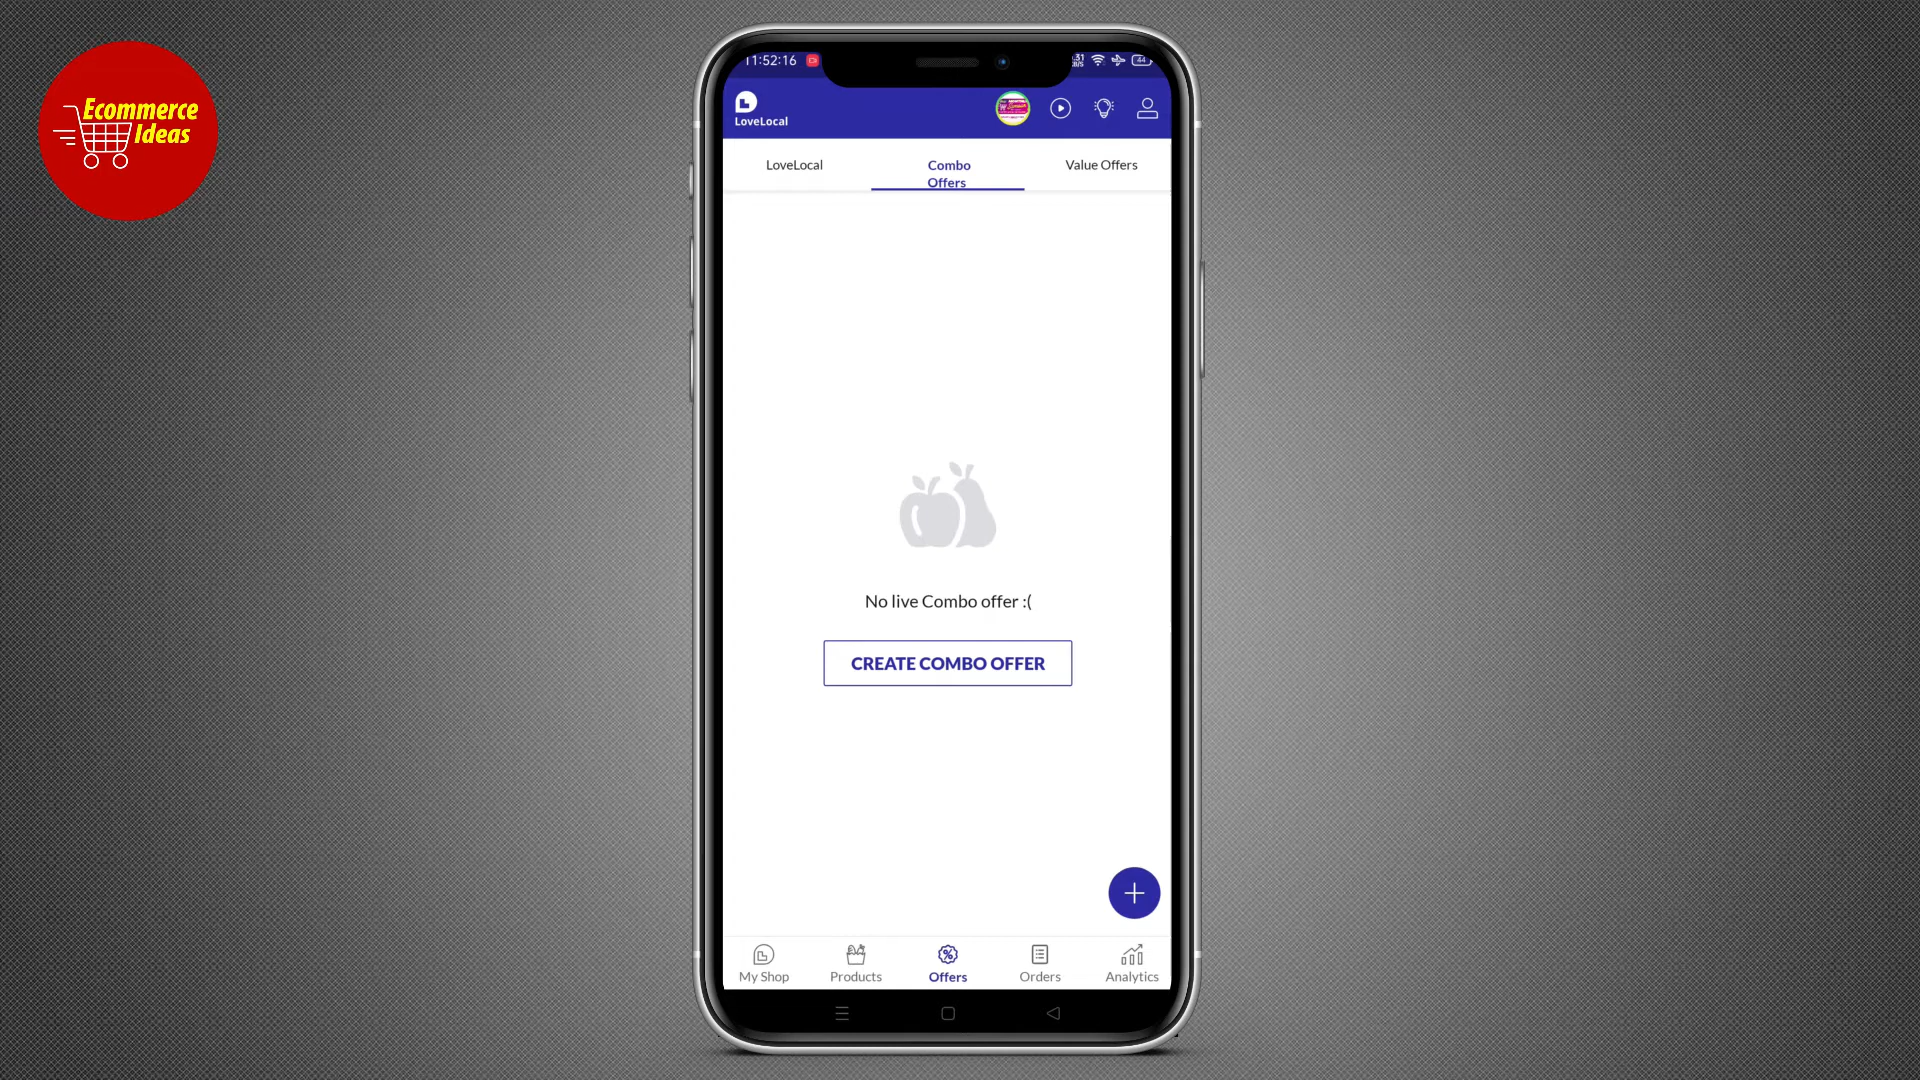 Ecommerce
Ideas
11:52:16
44
LoveLocal
LoveLocal
Combo
Offers
Value Offers
No live Combo offer :(
CREATE COMBO OFFER
My Shop
Products
Offers
Orders
Analytics